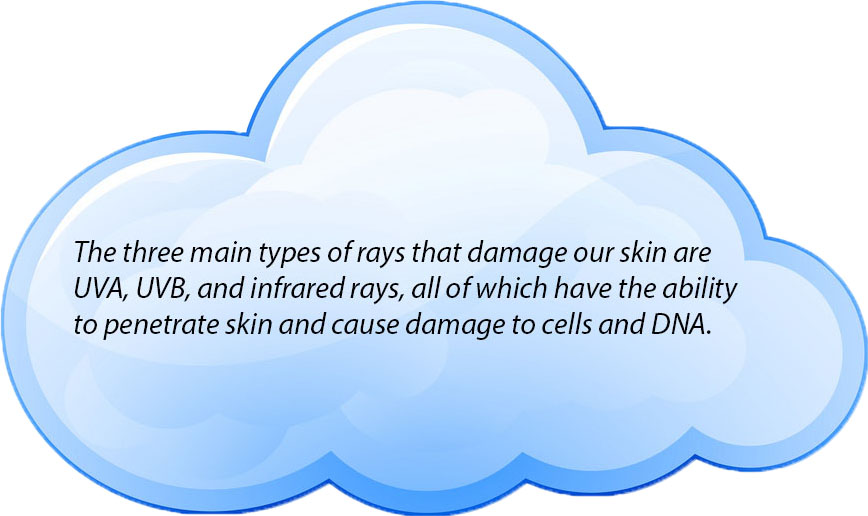 The three main types of rays that damage our skin are
UVA, UVB, and infrared rays, all of which have the ability
to penetrate skin and cause damage to cells and DNA.